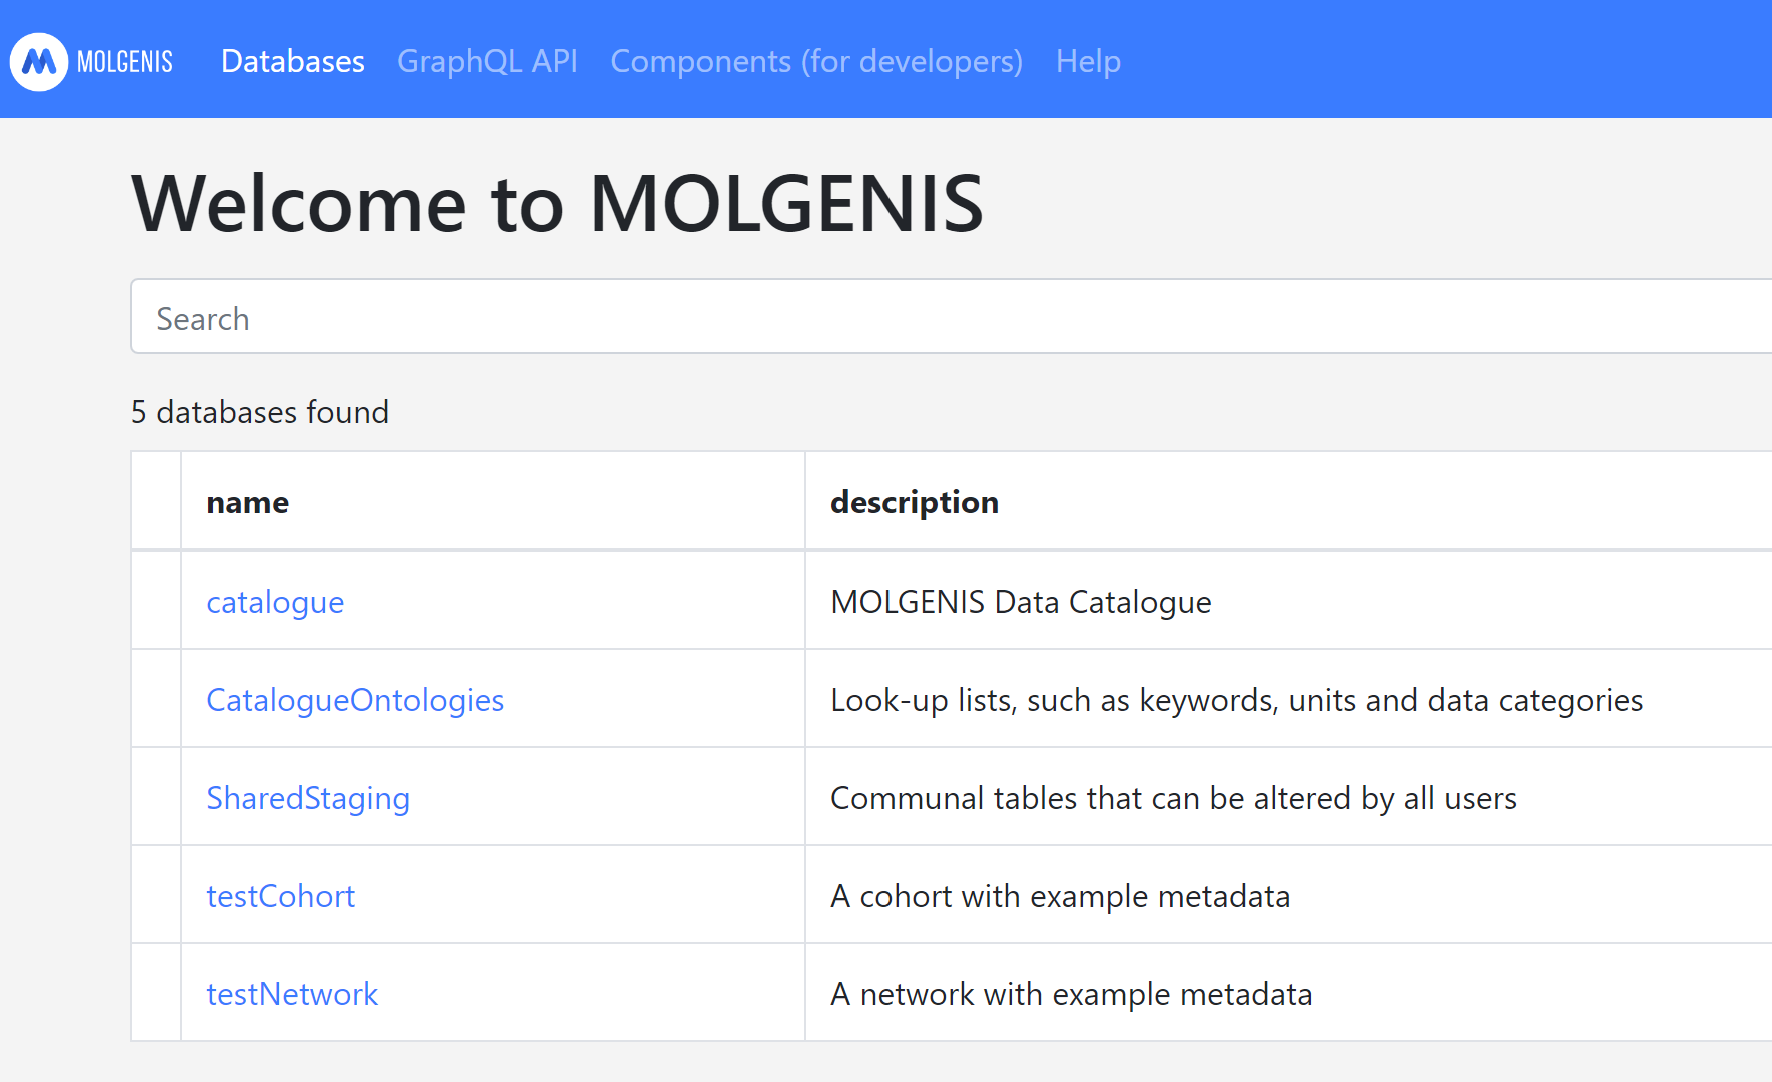 MOLGENIS Databases GraphQL API Components (for developers) Help
Welcome to MOLGENIS
Search
5 databases found
name description
catalogue MOLGENIS Data Catalogue
CatalogueOntologies Look-up lists, such as keywords, units and data categories
SharedStaging Communal tables that can be altered by all users
testCohort A cohort with example metadata
testNetwork A network with example metadata